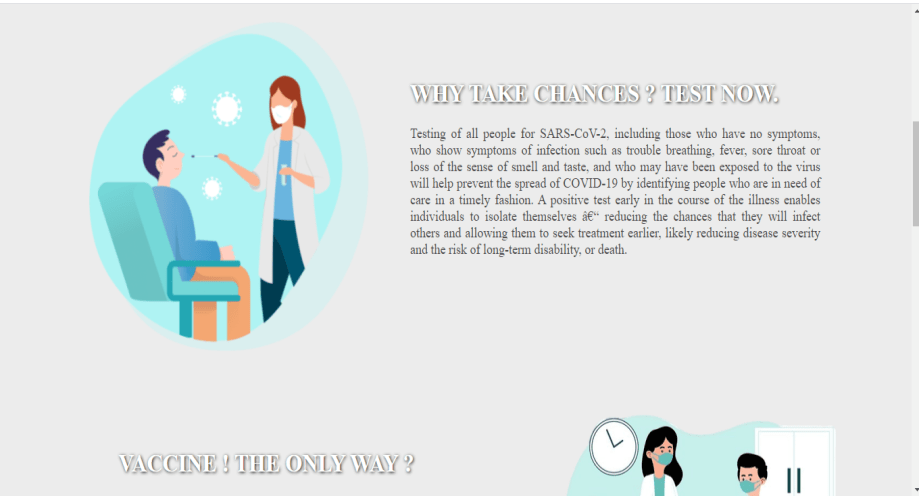 WHY TAKE CHANCES ? TEST NOW.
Testing of all people for SARS-CoV-2, including those who have no symptoms,
who show symptoms of infection such as trouble breathing, fever, sore throat or
loss of the sense of smell and taste, and who may have been exposed to the virus
will help prevent the spread of COVID-19 by identifying people who are in need of
care in a timely fashion. A positive test early in the course of the illness enables
individuals to isolate themselves â€“ reducing the chances that they will infect
others and allowing them to seek treatment earlier, likely reducing disease severity
and the risk of long-term disability, or death.
VACCINE ! THE ONLY WAY ?